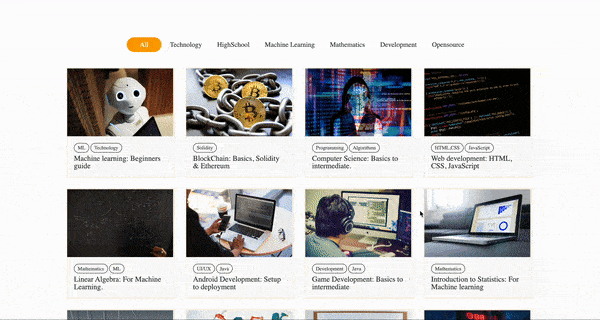 All Technology HighSchool Machine Learning Mathematics Development Opensource
ML Technology
Machine learning: Beginners
guide
Solidity
BlockChain: Basics, Solidity
& Ethereum
Programming Algorithms
Computer Science: Basics to
intermediate.
HTML,CSS JavaScript
Web development: HTML,
CSS, JavaScript
Mathematics ML
Linear Algebra: For Machine
Learning.
UI/UX Java
Android Development: Setup
to deployment
Development Java
Game Development: Basics to
intermediate
Mathematics
Introduction to Statistics: For
Machine learning